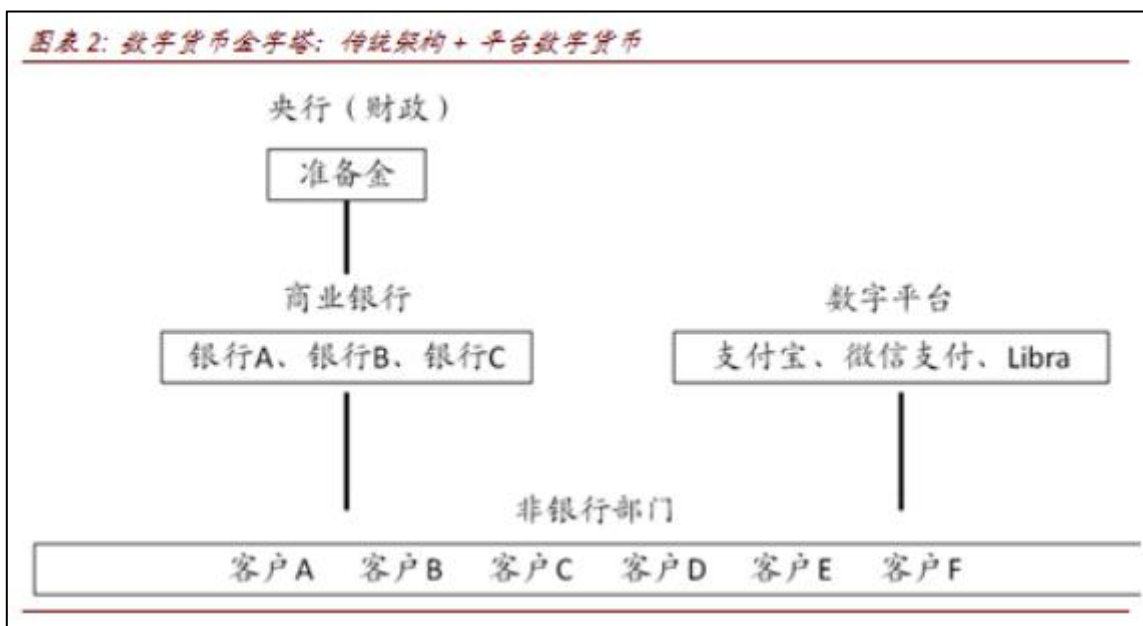 图表 2: 数字货币金字塔：传统架构 + 平台数字货币
央行（财政）
准备金
商业银行
数字平台
银行A、银行B、银行C
支付宝、微信支付、Libra
非银行部门
客户A 客户B 客户C 客户D 客户E 客户F